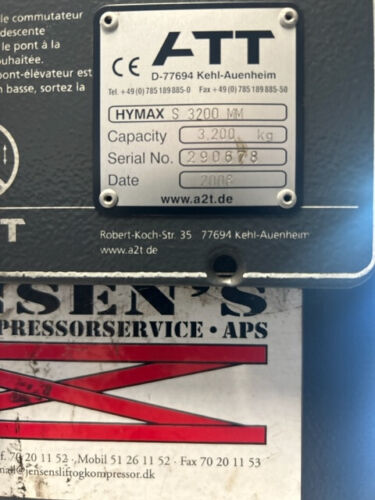 le commutateur
descente
le pont à la
ouhaitée.
pont-élévateur est
n basse, sortez la
CE ATT
D-77694 Kehl-Auenheim
Tel. +49 (0) 785 189 885-0 Fax +49 (0) 785 189 885-50
HYMAX S 3200 MM
Capacity 3,200 kg
Serial No. 290678
Date
www.a2t.de
T
Robert-Koch-Str. 35 77694 Kehl-Auenheim
www.a2t.de
SEN'S
PRESSORSERVICE • APS
f. 70 20 11 52 · Mobil 51 26 11 52 · Fax 70 20 11 53
mail@jensensliftogkompressor.dk